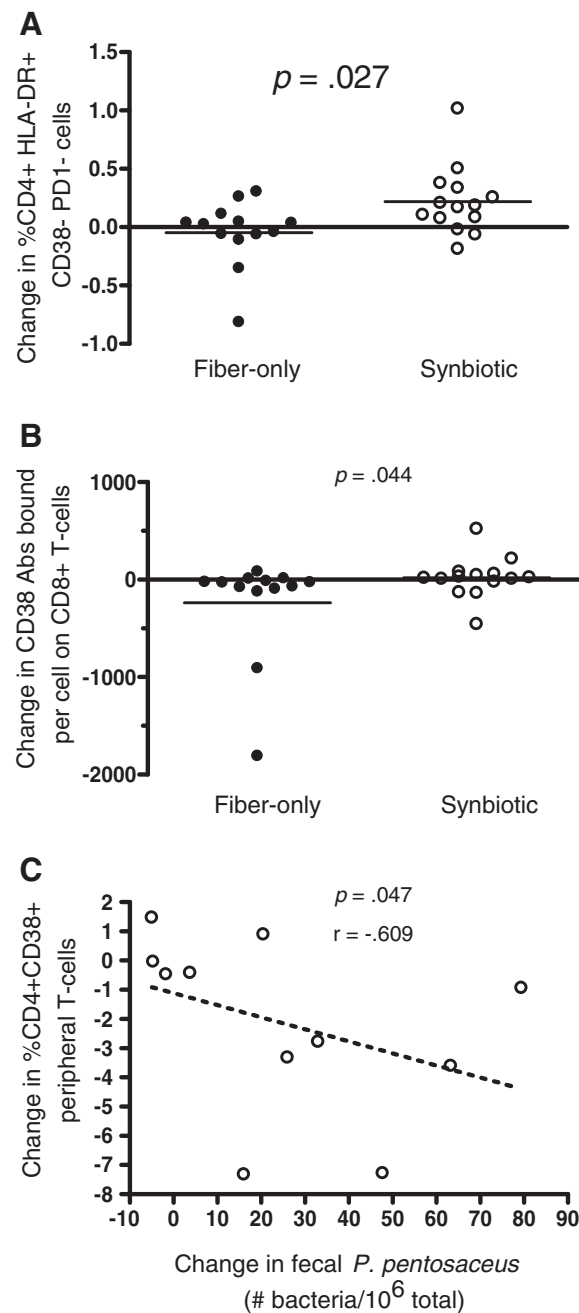 A
Change in %CD4+ HLA-DR+
CD38- PD1- cells
1.5
1.0
0.5
0.0
-0.5
-1.0
p = .027
Fiber-only
Synbiotic
B
Change in CD38 Abs bound
per cell on CD8+ T-cells
1000
0
-1000
-2000
p = .044
Fiber-only
Synbiotic
C
Change in %CD4+CD38+
peripheral T-cells
2
1
0
-1
-2
-3
-4
-5
-6
-7
-8
p = .047
r = -.609
-10 0 10 20 30 40 50 60 70 80 90
Change in fecal P. pentosaceus
(# bacteria/10^6 total)